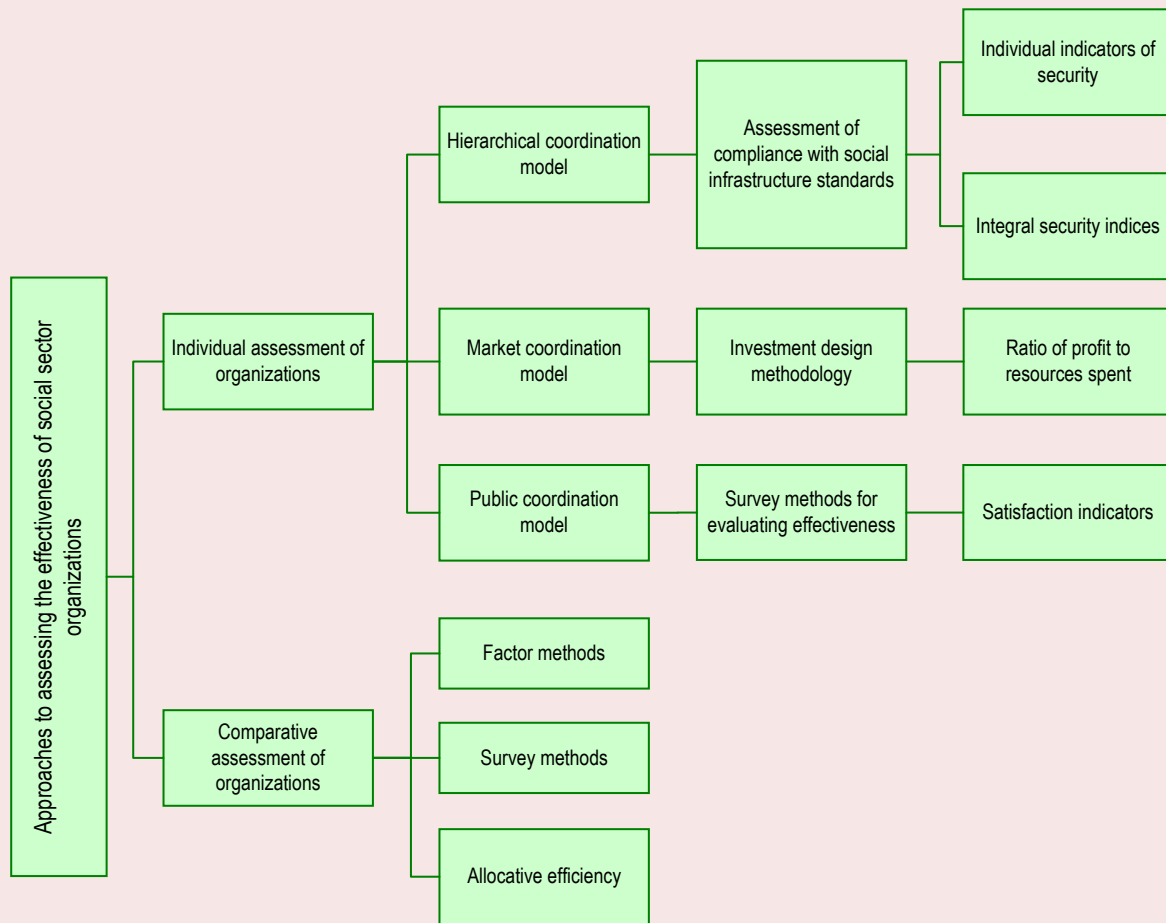 Approaches to assessing the effectiveness of social sector
organizations
Individual assessment of
organizations
Hierarchical coordination
model
Assessment of
compliance with social
infrastructure standards
Individual indicators of
security
Integral security indices
Market coordination
model
Investment design
methodology
Ratio of profit to
resources spent
Public coordination
model
Survey methods for
evaluating effectiveness
Satisfaction indicators
Comparative
assessment of
organizations
Factor methods
Survey methods
Allocative efficiency